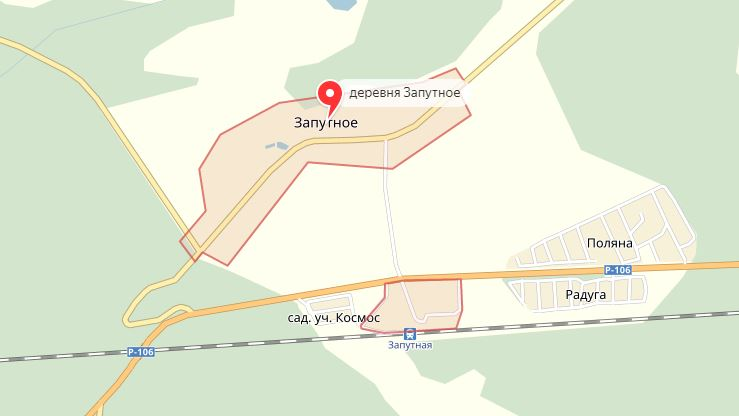 деревня Запутное
Запутное
Поляна
Р-106
Радуга
сад. уч. Космос
Запутная
Р-106